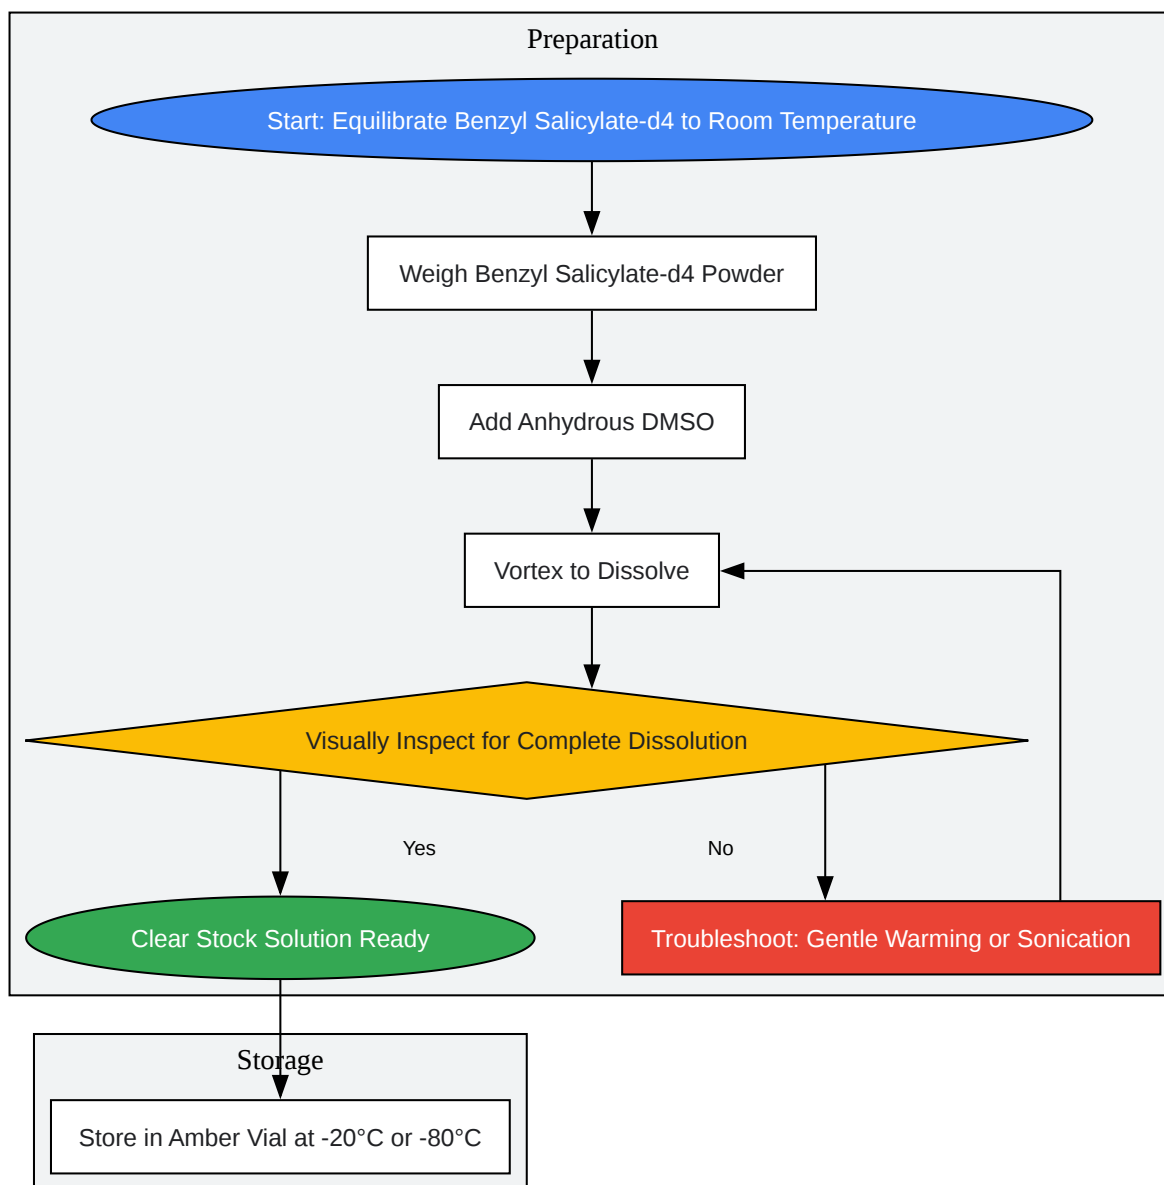 Preparation
Start: Equilibrate Benzyl Salicylate-d4 to Room Temperature
Weigh Benzyl Salicylate-d4 Powder
Add Anhydrous DMSO
Vortex to Dissolve
Visually Inspect for Complete Dissolution
Yes
No
Clear Stock Solution Ready
Troubleshoot: Gentle Warming or Sonication
Storage
Store in Amber Vial at -20°C or -80°C